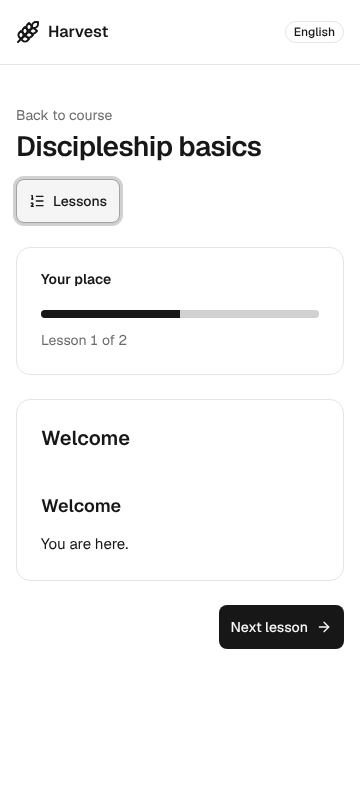 Harvest
English
Back to course
Discipleship basics
Lessons
Your place
Lesson 1 of 2
Welcome
Welcome
You are here.
Next lesson